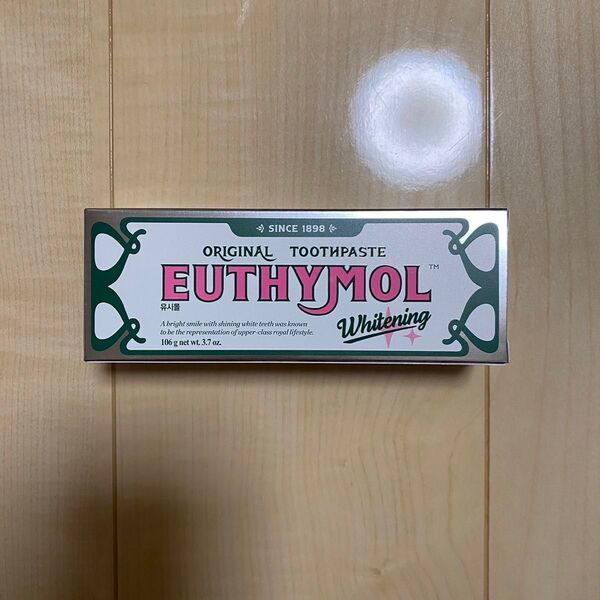 SINCE 1898
ORIGINAL TOOTHPASTE
EUTHYMOL™
유시몰
Whitening
A bright smile with shining white teeth was known
to be the representation of upper-class royal lifestyle.
106 g net wt. 3.7 oz.